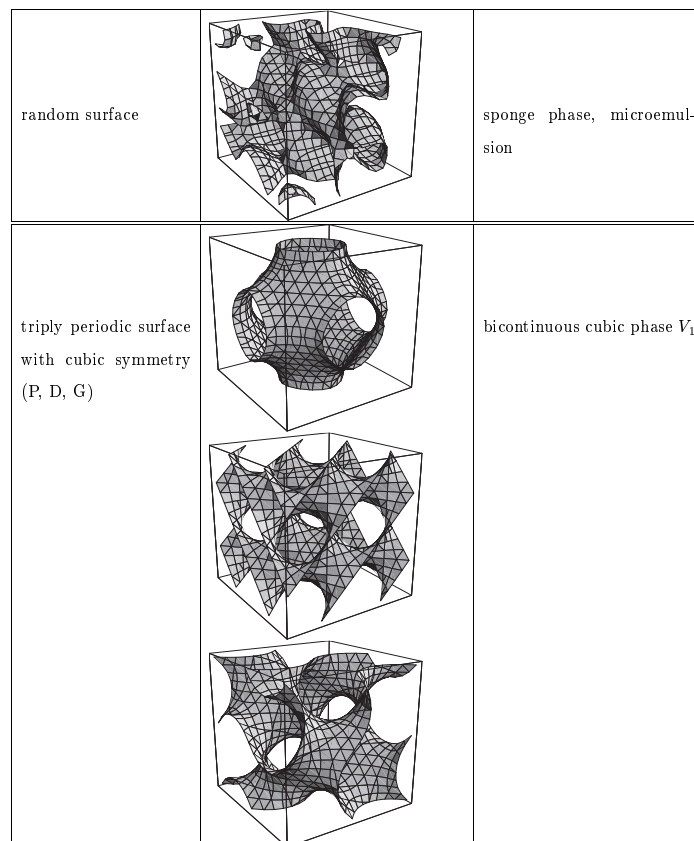 random surface
sponge phase, microemul-
sion
triply periodic surface
with cubic symmetry
(P, D, G)
bicontinuous cubic phase V₁